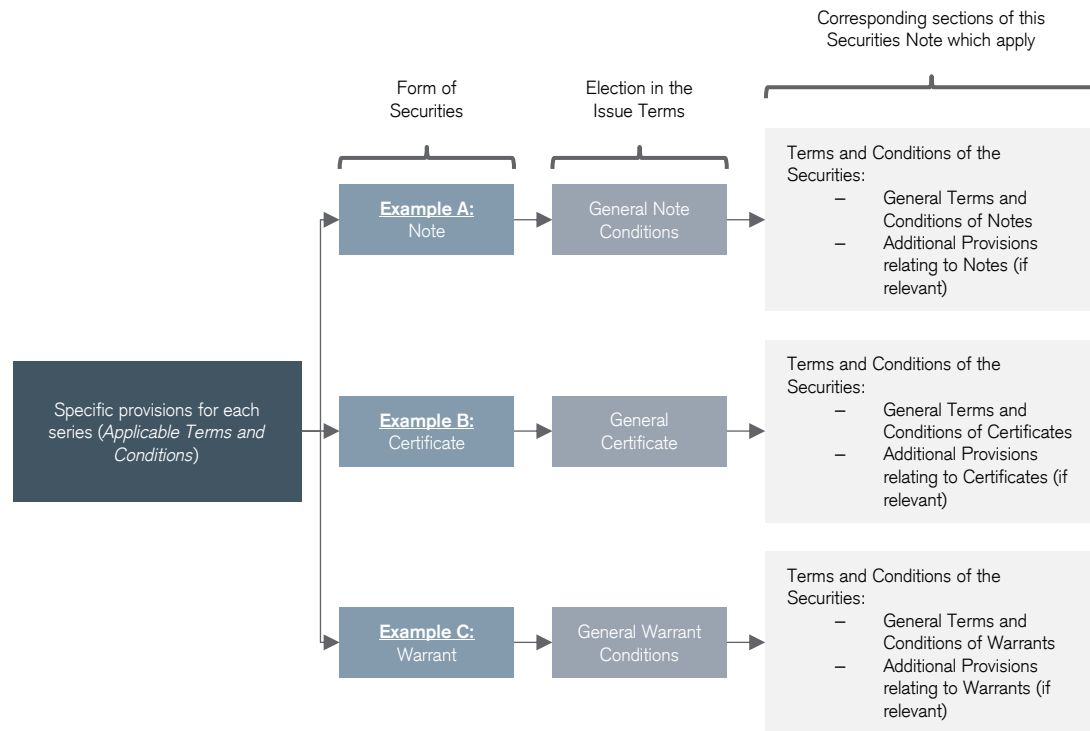 Corresponding sections of this
Securities Note which apply
Form of
Securities
Election in the
Issue Terms
Example A:
Note
General Note
Conditions
Terms and Conditions of the
Securities:
– General Terms and
Conditions of Notes
– Additional Provisions
relating to Notes (if
relevant)
Specific provisions for each
series (Applicable Terms and
Conditions)
Example B:
Certificate
General
Certificate
Terms and Conditions of the
Securities:
– General Terms and
Conditions of Certificates
– Additional Provisions
relating to Certificates (if
relevant)
Example C:
Warrant
General Warrant
Conditions
Terms and Conditions of the
Securities:
– General Terms and
Conditions of Warrants
– Additional Provisions
relating to Warrants (if
relevant)